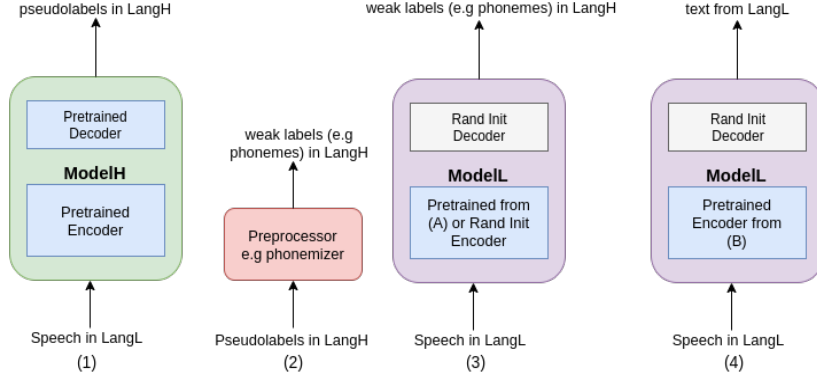 pseudolabels in LangH
Pretrained
Decoder
ModelH
Pretrained
Encoder
Speech in LangL
(1)
weak labels (e.g
phonemes) in LangH
Preprocessor
e.g phonemizer
Pseudolabels in LangH
(2)
weak labels (e.g phonemes) in LangH
Rand Init
Decoder
ModelL
Pretrained from
(A) or Rand Init
Encoder
Speech in LangL
(3)
text from LangL
Rand Init
Decoder
ModelL
Pretrained
Encoder from
(B)
Speech in LangL
(4)